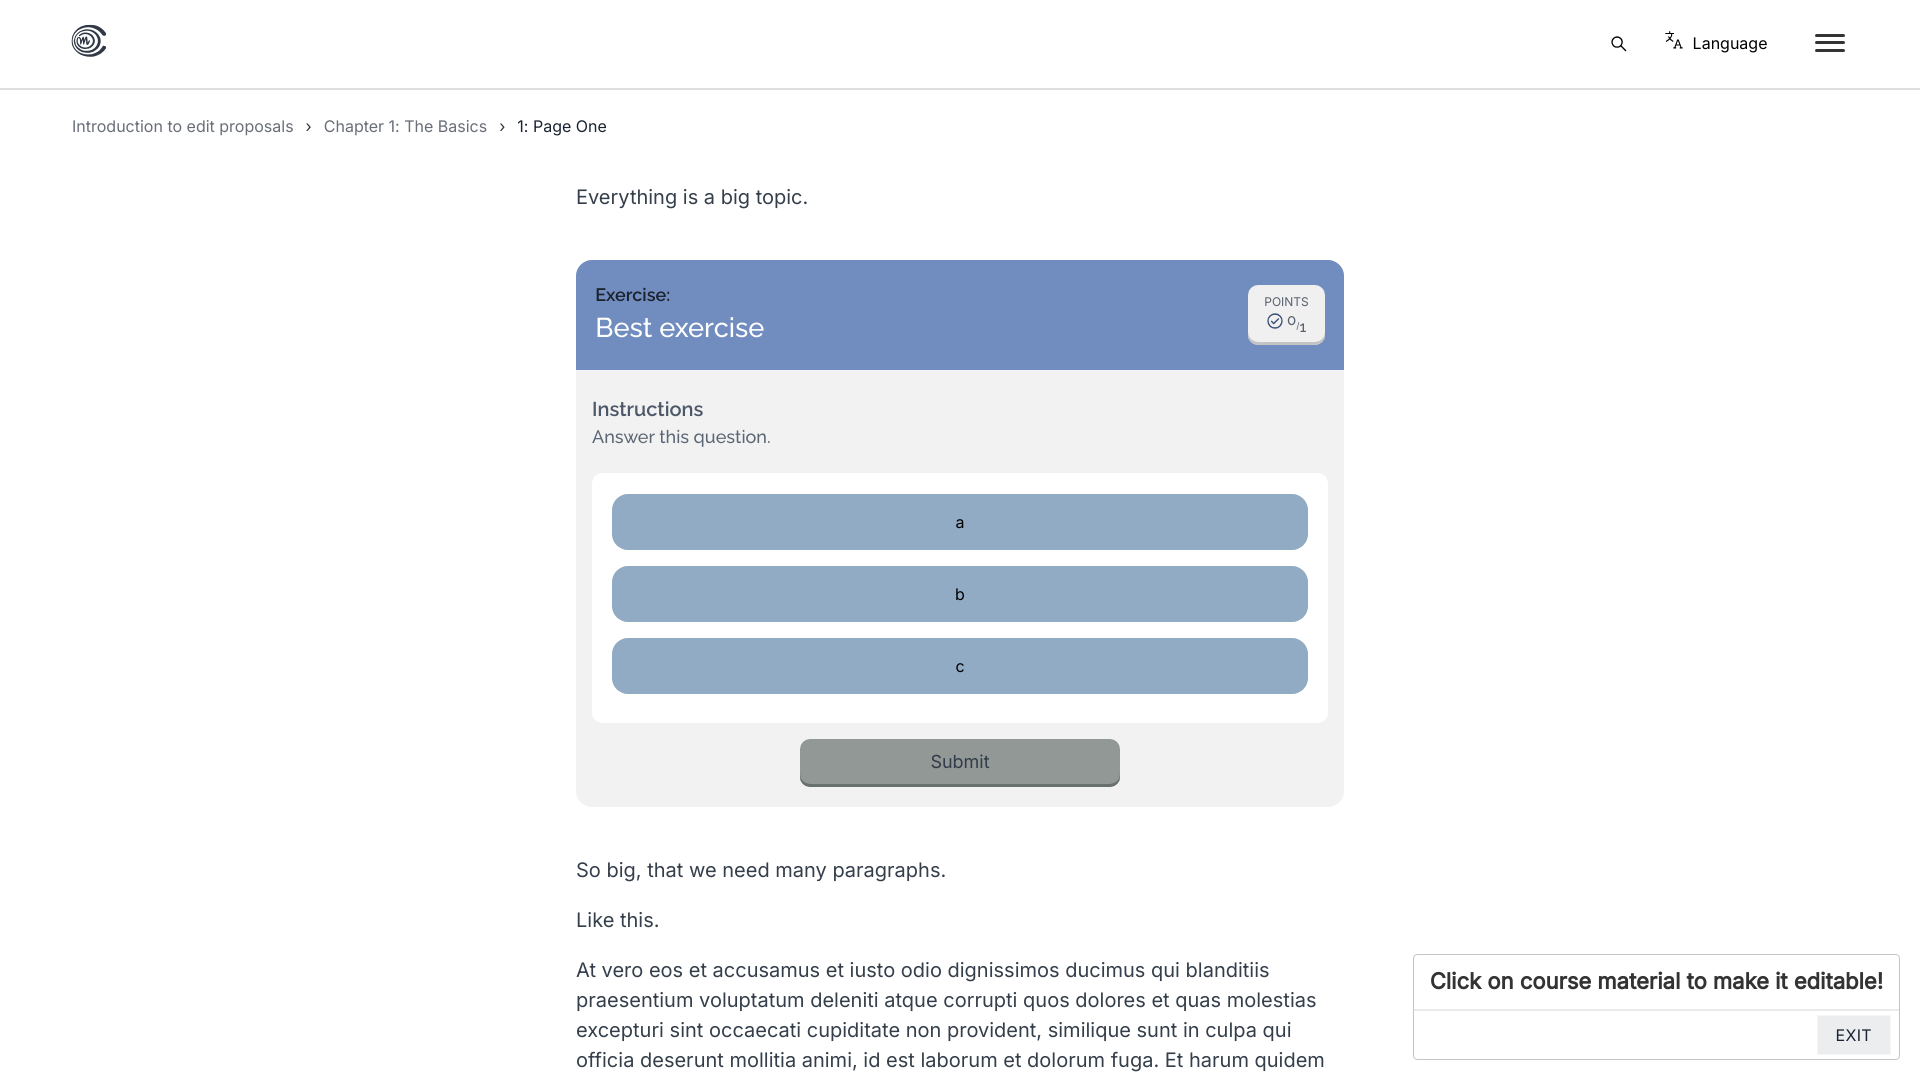 Language
Introduction to edit proposals › Chapter 1: The Basics › 1: Page One
Everything is a big topic.
Exercise:
Best exercise
POINTS
0/1
Instructions
Answer this question.
a
b
c
Submit
So big, that we need many paragraphs.
Like this.
At vero eos et accusamus et iusto odio dignissimos ducimus qui blanditiis
praesentium voluptatum deleniti atque corrupti quos dolores et quas molestias
excepturi sint occaecati cupiditate non provident, similique sunt in culpa qui
officia deserunt mollitia animi, id est laborum et dolorum fuga. Et harum quidem
Click on course material to make it editable!
EXIT